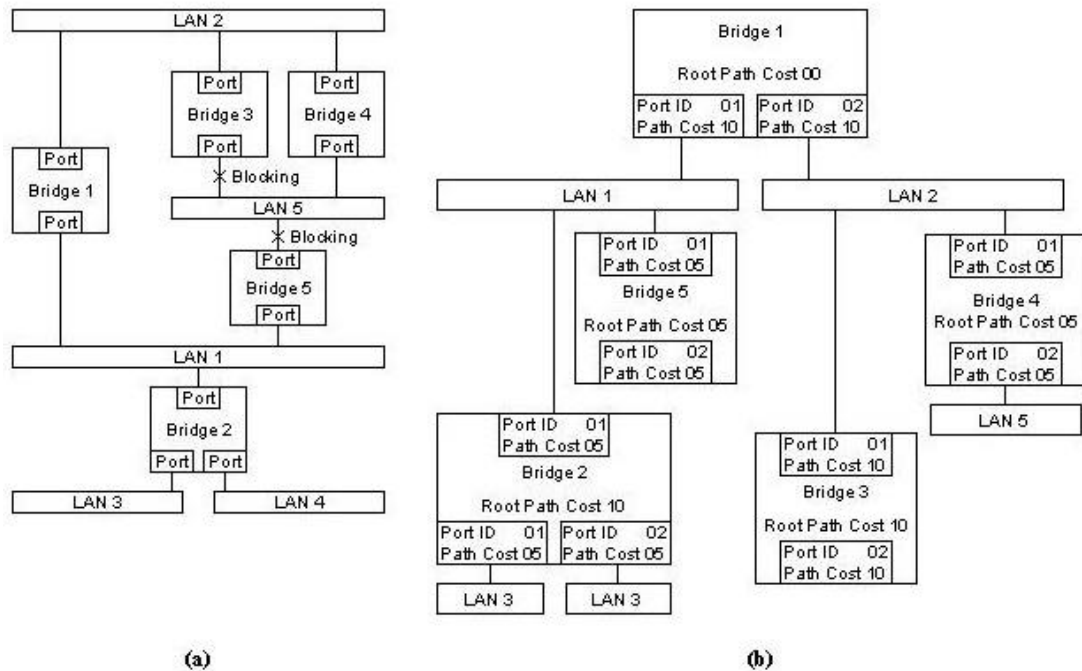 LAN 2
Port
Port
Bridge 3
Bridge 4
Port
Port
Port
Blocking
Bridge 1
LAN 5
Port
Blocking
Port
Bridge 5
Port
LAN 1
Port
Bridge 2
Port
Port
LAN 3
LAN 4
(a)
Bridge 1
Root Path Cost 00
Port ID 01
Path Cost 10
Port ID 02
Path Cost 10
LAN 1
LAN 2
Port ID 01
Path Cost 05
Bridge 5
Root Path Cost 05
Port ID 02
Path Cost 05
Port ID 01
Path Cost 05
Bridge 4
Root Path Cost 05
Port ID 02
Path Cost 05
LAN 5
Port ID 01
Path Cost 05
Bridge 2
Root Path Cost 10
Port ID 01
Path Cost 05
Port ID 02
Path Cost 05
LAN 3
LAN 3
Port ID 01
Path Cost 10
Bridge 3
Root Path Cost 10
Port ID 02
Path Cost 10
(b)